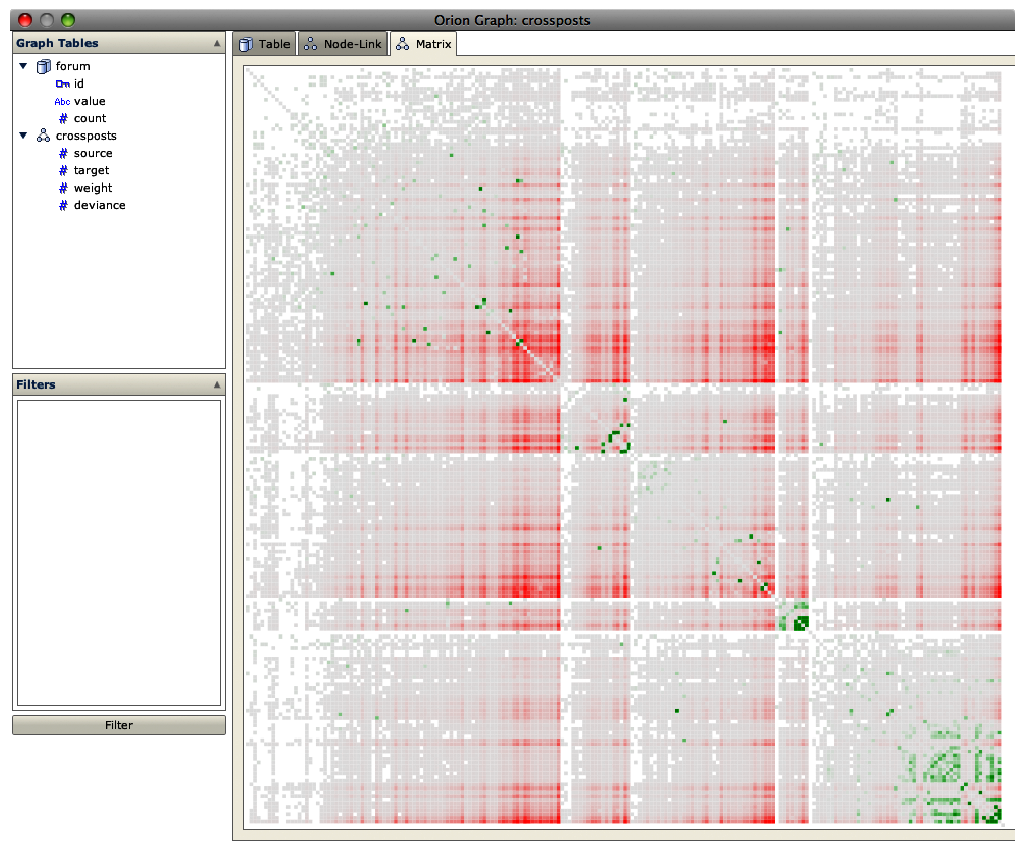 Orion Graph: crossposts
Graph Tables
forum
id
Abc value
# count
crossposts
# source
# target
# weight
# deviance
Filters
Filter
Table
Node-Link
Matrix